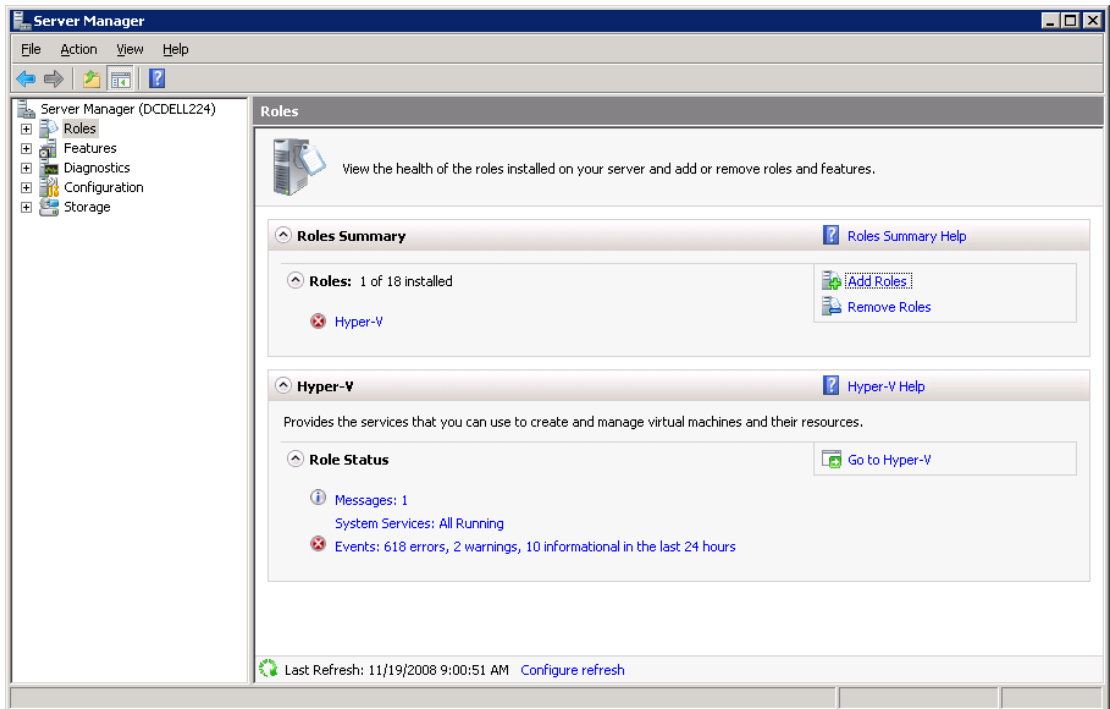 Server Manager
File Action View Help
Server Manager (DCDELL224)
Roles
Features
Diagnostics
Configuration
Storage
Roles
View the health of the roles installed on your server and add or remove roles and features.
Roles Summary
Roles Summary Help
Roles: 1 of 18 installed
Add Roles
Remove Roles
Hyper-V
Hyper-V
Hyper-V Help
Provides the services that you can use to create and manage virtual machines and their resources.
Role Status
Go to Hyper-V
Messages: 1
System Services: All Running
Events: 618 errors, 2 warnings, 10 informational in the last 24 hours
Last Refresh: 11/19/2008 9:00:51 AM Configure refresh